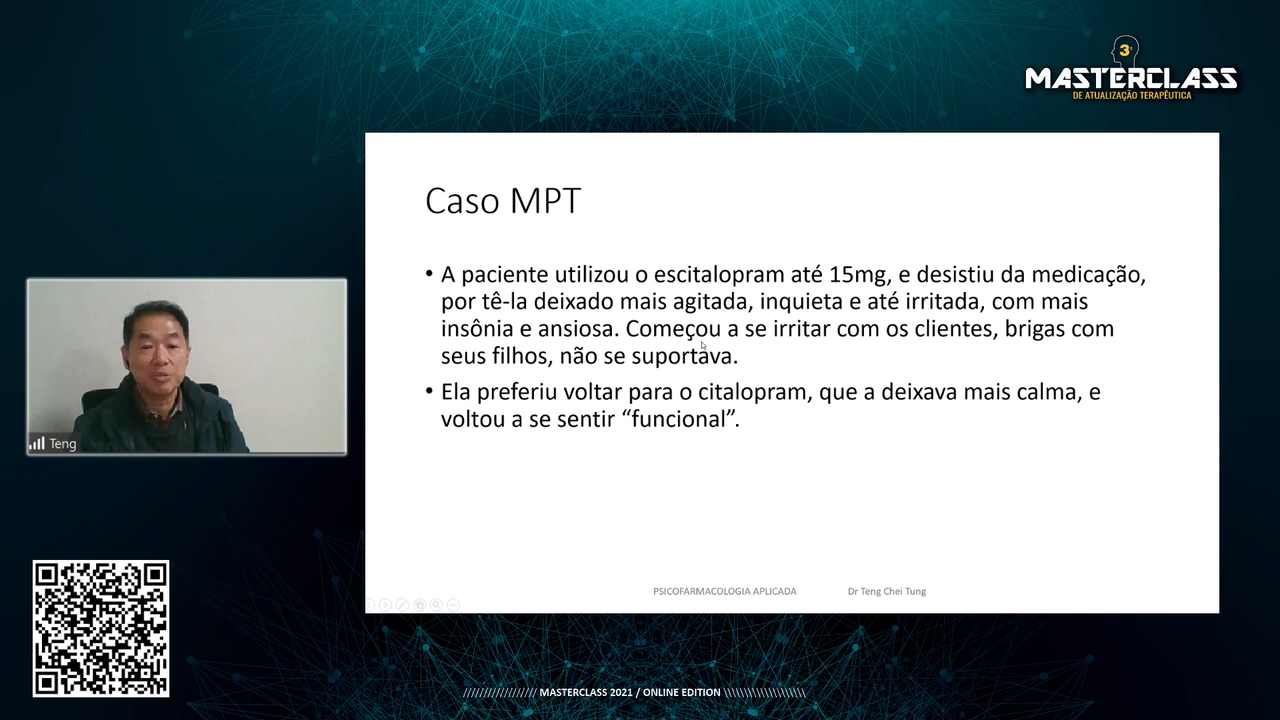 3ª
MASTERCLASS
DE ATUALIZAÇÃO TERAPÊUTICA
Caso MPT
• A paciente utilizou o escitalopram até 15mg, e desistiu da medicação,
por tê-la deixado mais agitada, inquieta e até irritada, com mais
insônia e ansiosa. Começou a se irritar com os clientes, brigas com
seus filhos, não se suportava.
• Ela preferiu voltar para o citalopram, que a deixava mais calma, e
voltou a se sentir “funcional”.
Teng
PSICOFARMACOLOGIA APLICADA Dr Teng Chei Tung
/////////////////// MASTERCLASS 2021 / ONLINE EDITION \\\\\\\\\\\\\\\\\\\\